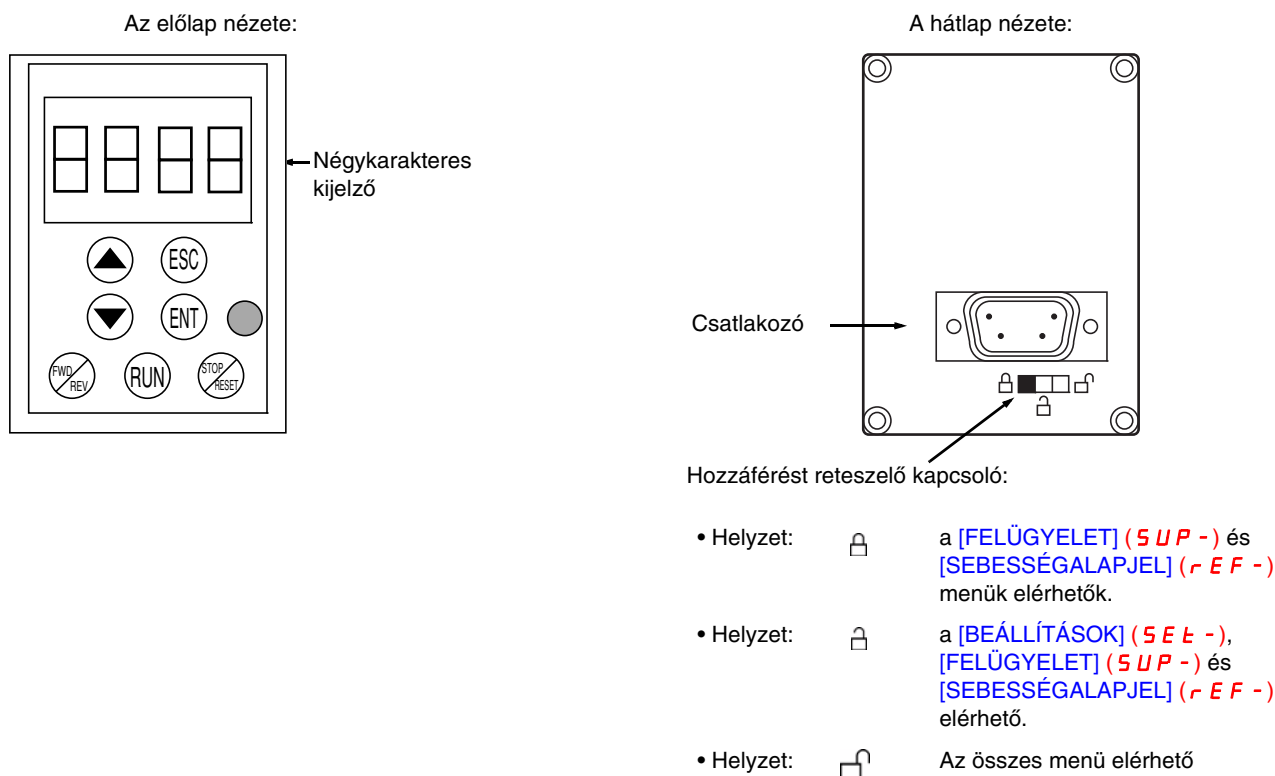 Az előlap nézete:
A hátlap nézete:
Négykarakteres
kijelző
ESC
ENT
FWD
REV
RUN
STOP
RESET
Csatlakozó
Hozzáférést reteszelő kapcsoló:
• Helyzet: a [FELÜGYELET] (SUP-) és
[SEBESSÉGALAPJEL] (rEF-)
menük elérhetők.
• Helyzet: a [BEÁLLÍTÁSOK] (SEt-),
[FELÜGYELET] (SUP-) és
[SEBESSÉGALAPJEL] (rEF-)
elérhető.
• Helyzet: Az összes menü elérhető